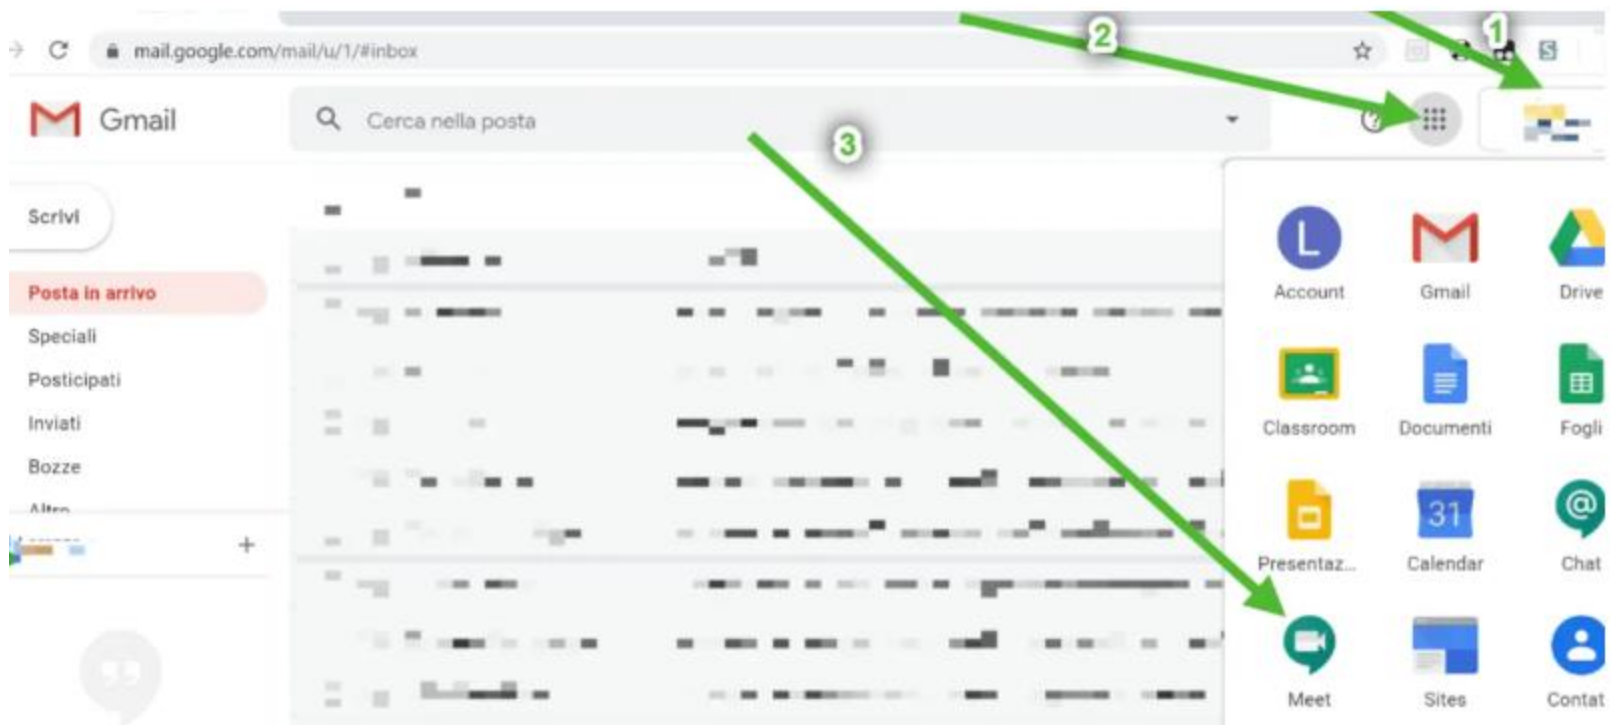 2
1
mail.google.com/mail/u/1/#inbox
S
Gmail
Cerca nella posta
3
Scrivi
L
Account
Gmail
Drive
Posta in arrivo
Speciali
Posticipati
Inviati
Bozze
Altro
Classroom
Documenti
Fogli
31
Presentaz...
Calendar
Chat
Meet
Sites
Contat